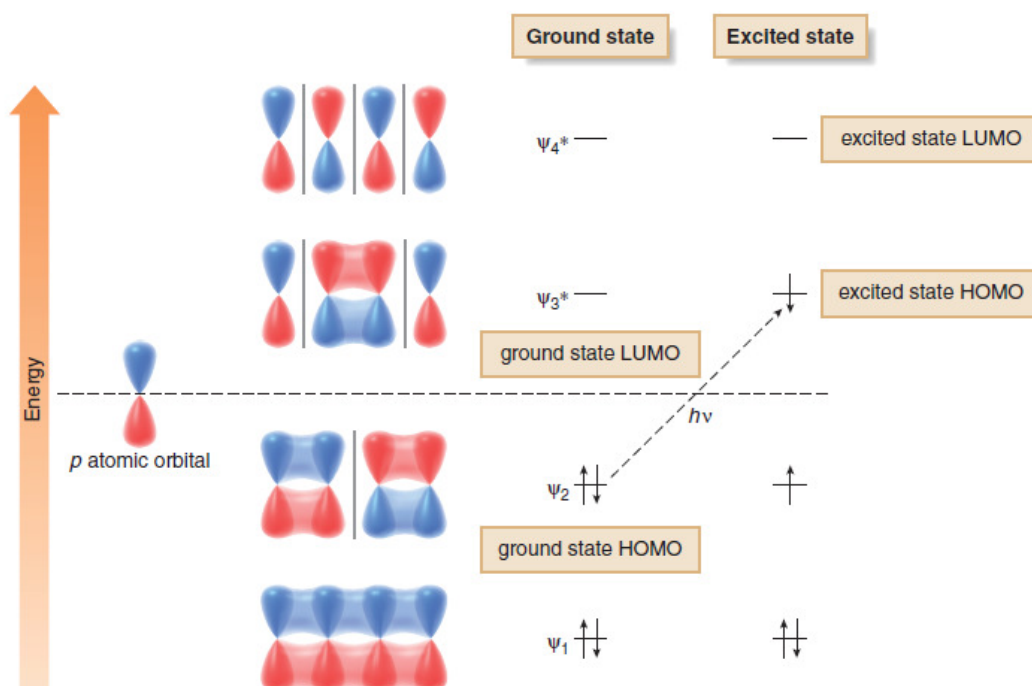 Ground state
Excited state
ψ4*
excited state LUMO
ψ3*
excited state HOMO
ground state LUMO
Energy
hν
p atomic orbital
ψ2
ground state HOMO
ψ1